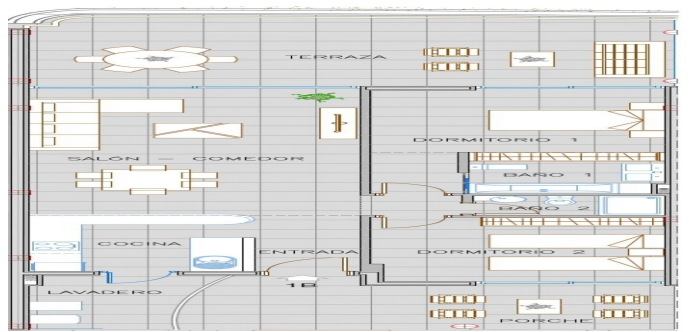 TERRAZA
DORMITORIO 1
SALÓN - COMEDOR
BAÑO 1
BAÑO 2
COCINA
ENTRADA
DORMITORIO 2
1B
LAVADERO
PORCHE